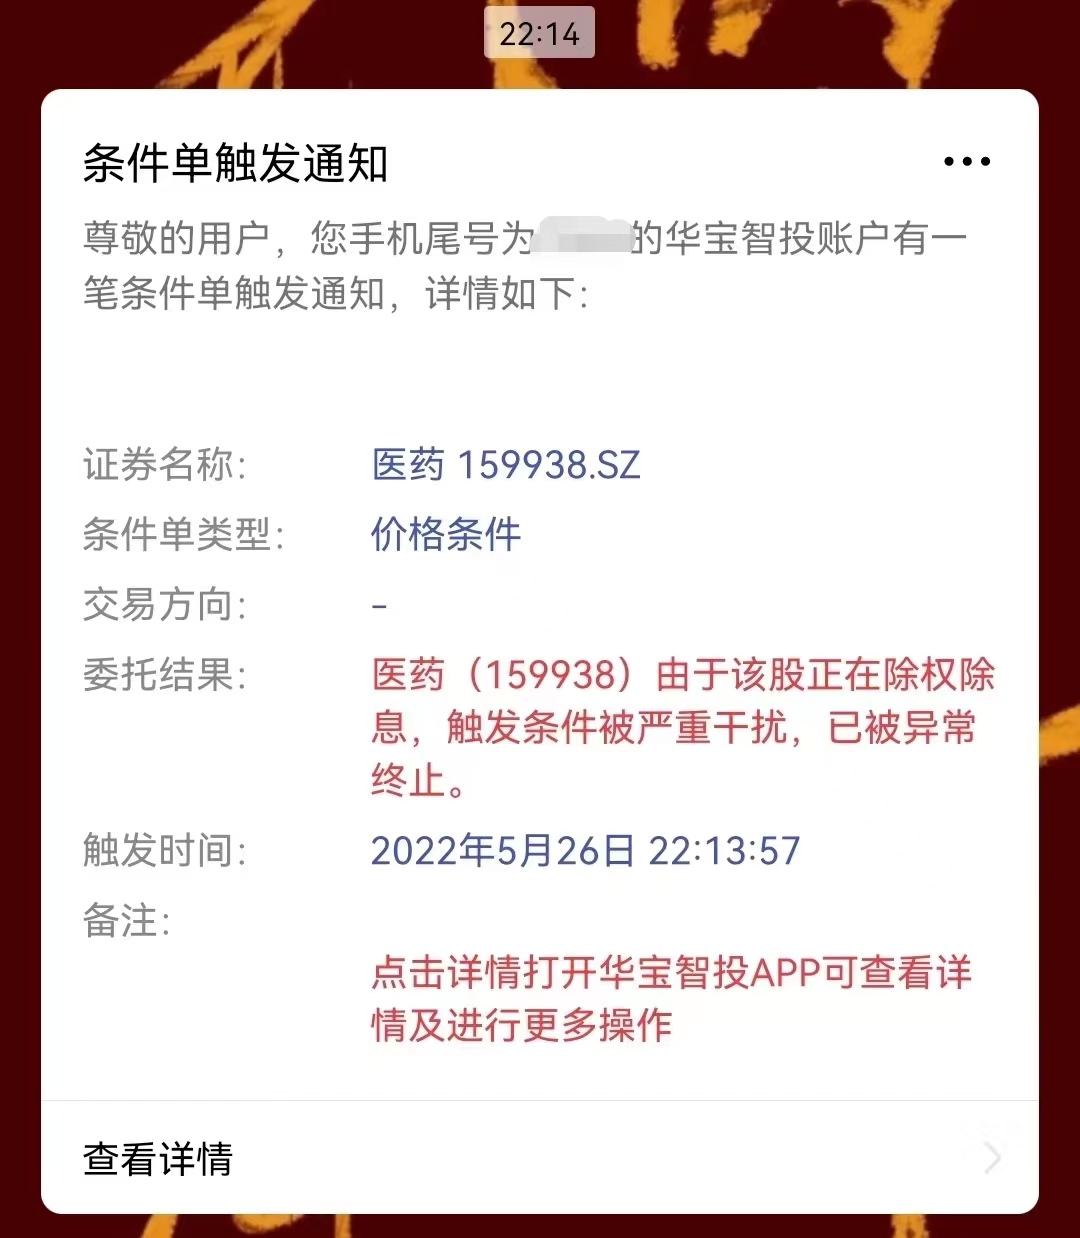 22:14
条件单触发通知
尊敬的用户，您手机尾号为的华宝智投账户有一
笔条件单触发通知，详情如下：
证券名称： 医药 159938.SZ
条件单类型： 价格条件
交易方向： -
委托结果： 医药（159938）由于该股正在除权除
息，触发条件被严重干扰，已被异常
终止。
触发时间： 2022年5月26日 22:13:57
备注：
点击详情打开华宝智投APP可查看详
情及进行更多操作
查看详情